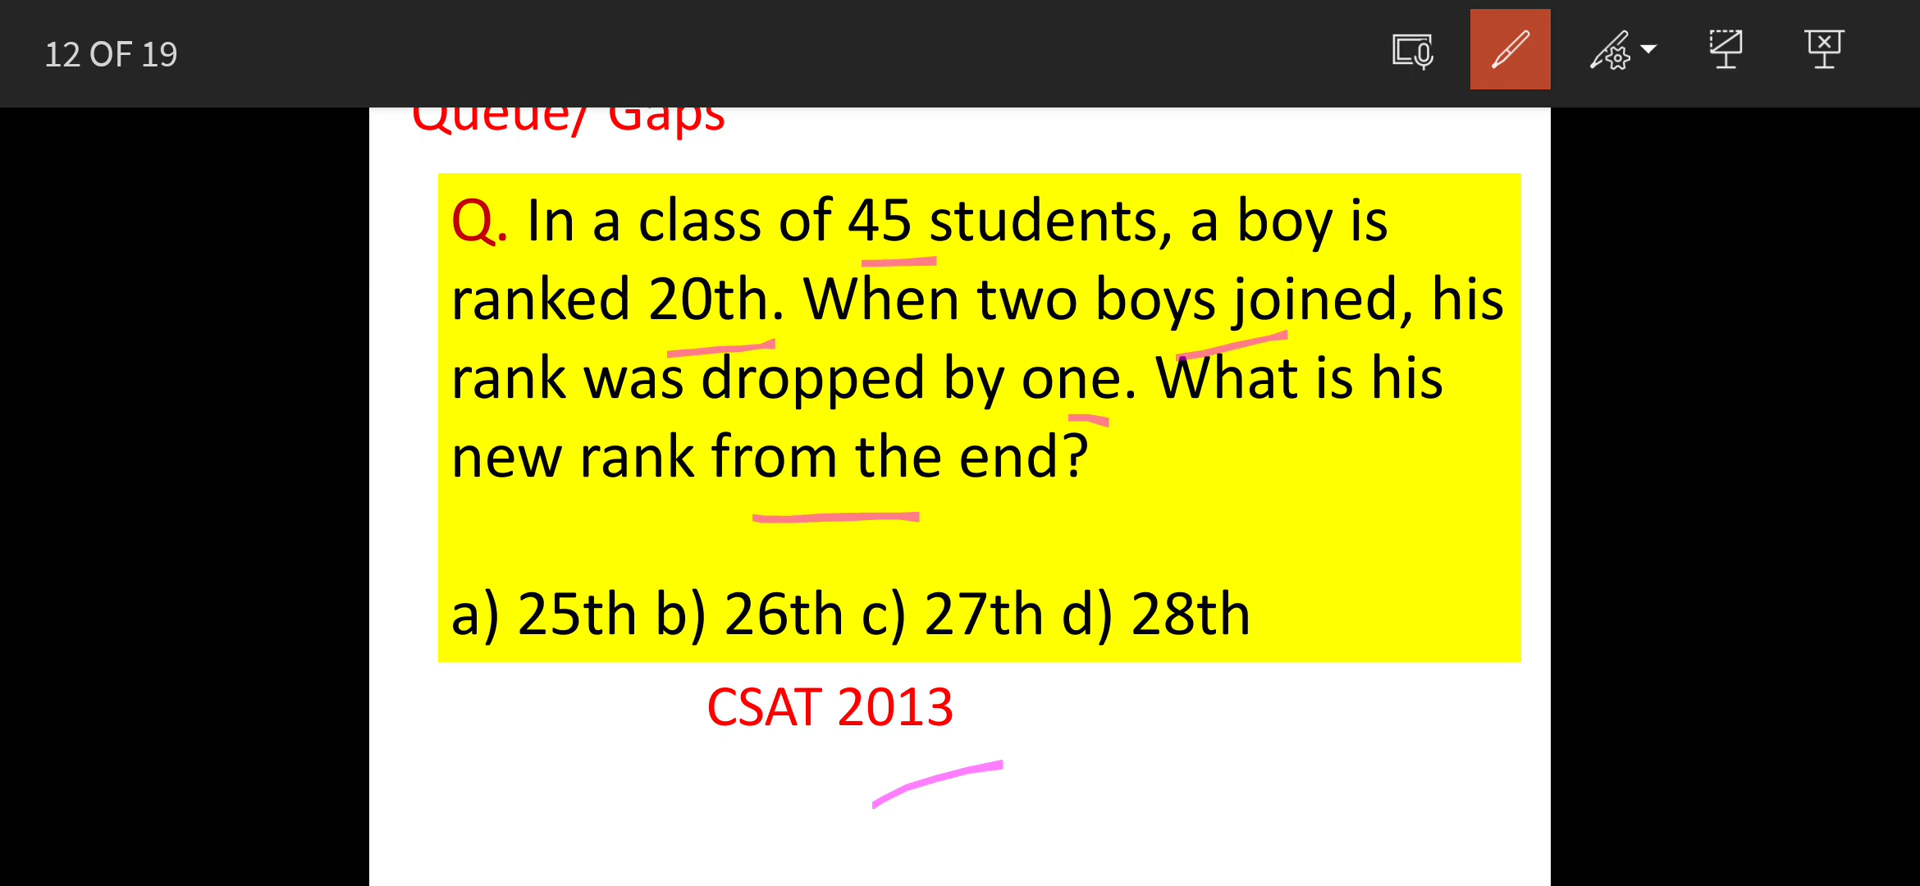 12 OF 19
Queue/ Gaps
Q. In a class of 45 students, a boy is
ranked 20th. When two boys joined, his
rank was dropped by one. What is his
new rank from the end?
a) 25th b) 26th c) 27th d) 28th
CSAT 2013